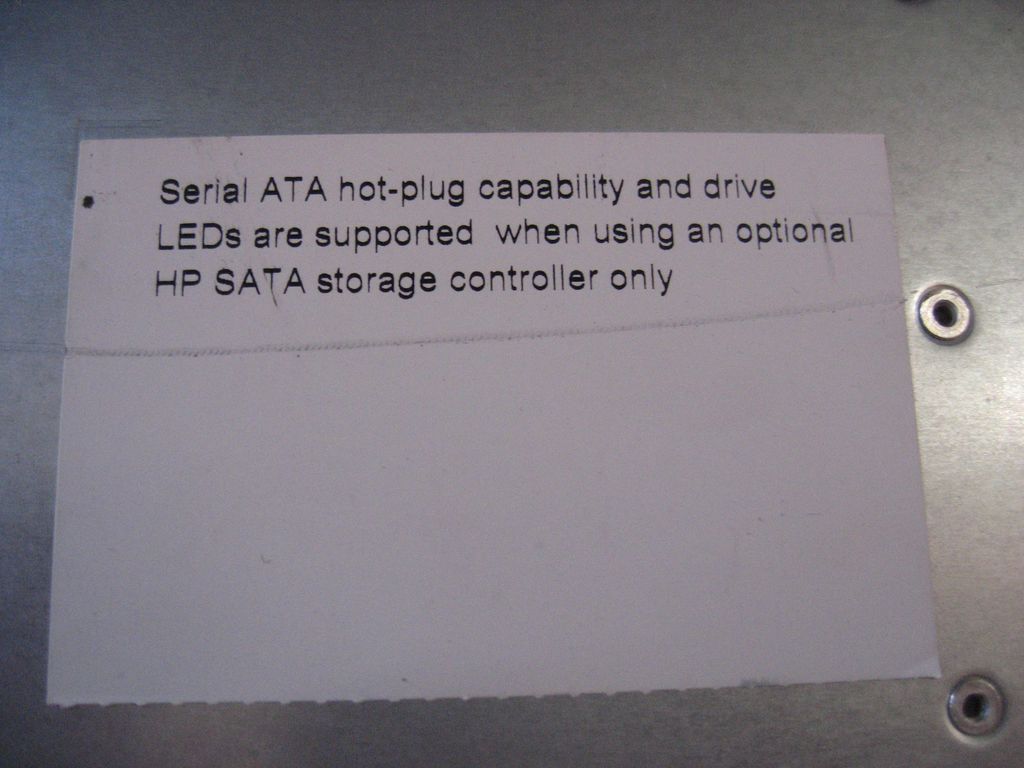 Serial ATA hot-plug capability and drive
LEDs are supported when using an optional
HP SATA storage controller only